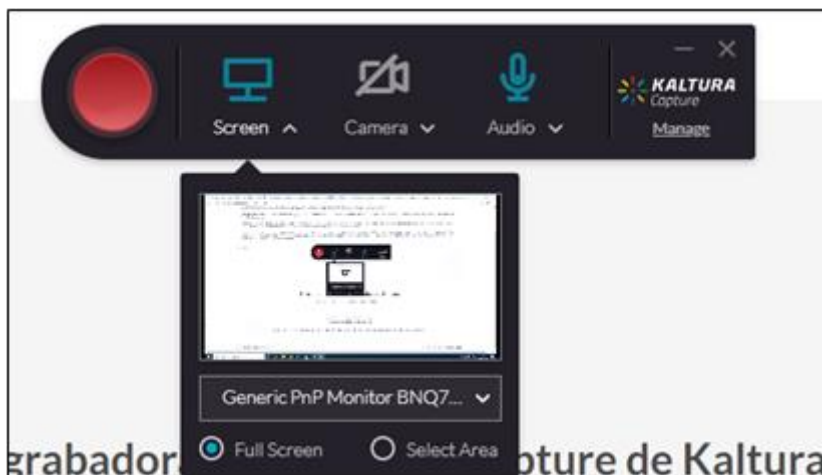 KALTURA
Capture
Screen Camera Audio Manage
Generic PnP Monitor BNQ7...
Full Screen Select Area
grabador pture de Kaltura